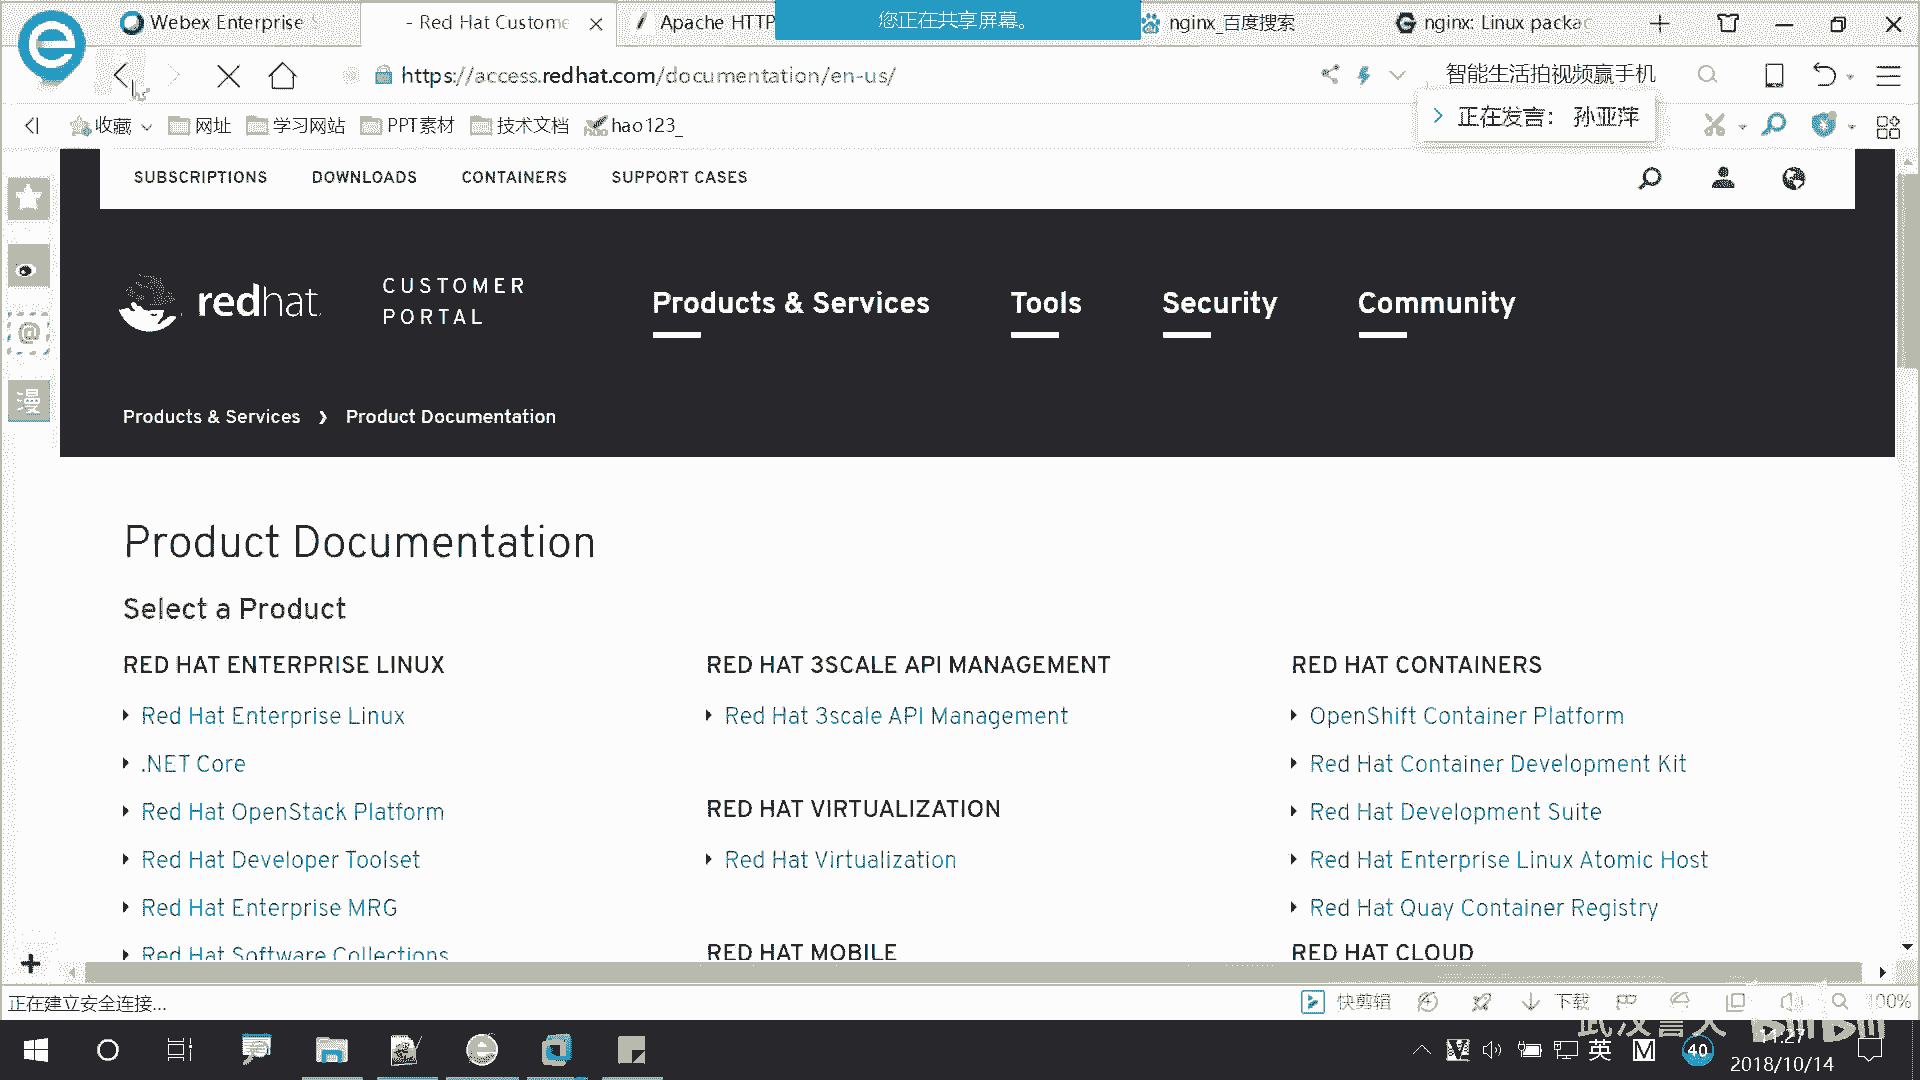 Webex Enterprise S
- Red Hat Custome
Apache HTTP
您正在共享屏幕。
nginx_百度搜索
nginx: Linux packa
https://access.redhat.com/documentation/en-us/
智能生活拍视频赢手机
收藏
网址
学习网站
PPT素材
技术文档
hao123_
正在发言： 孙亚萍
SUBSCRIPTIONS
DOWNLOADS
CONTAINERS
SUPPORT CASES
redhat.
CUSTOMER
PORTAL
Products & Services
Tools
Security
Community
漫
Products & Services ❯ Product Documentation
Product Documentation
Select a Product
RED HAT ENTERPRISE LINUX
Red Hat Enterprise Linux
.NET Core
Red Hat OpenStack Platform
Red Hat Developer Toolset
Red Hat Enterprise MRG
Red Hat Software Collections
RED HAT 3SCALE API MANAGEMENT
Red Hat 3scale API Management
RED HAT VIRTUALIZATION
Red Hat Virtualization
RED HAT MOBILE
RED HAT CONTAINERS
OpenShift Container Platform
Red Hat Container Development Kit
Red Hat Development Suite
Red Hat Enterprise Linux Atomic Host
Red Hat Quay Container Registry
RED HAT CLOUD
正在建立安全连接...
快剪辑
下载
100%
英
M
40
11:27
2018/10/14